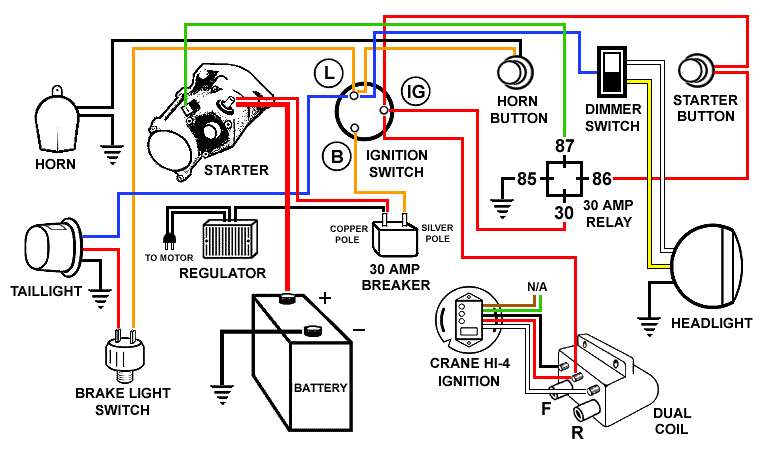 L
IG
B
HORN
STARTER
IGNITION
SWITCH
HORN
BUTTON
DIMMER
SWITCH
STARTER
BUTTON
87
85
86
30
30 AMP
RELAY
TAILLIGHT
TO MOTOR
REGULATOR
COPPER
POLE
SILVER
POLE
30 AMP
BREAKER
HEADLIGHT
BRAKE LIGHT
SWITCH
+
−
BATTERY
N/A
CRANE HI-4
IGNITION
F
R
DUAL
COIL